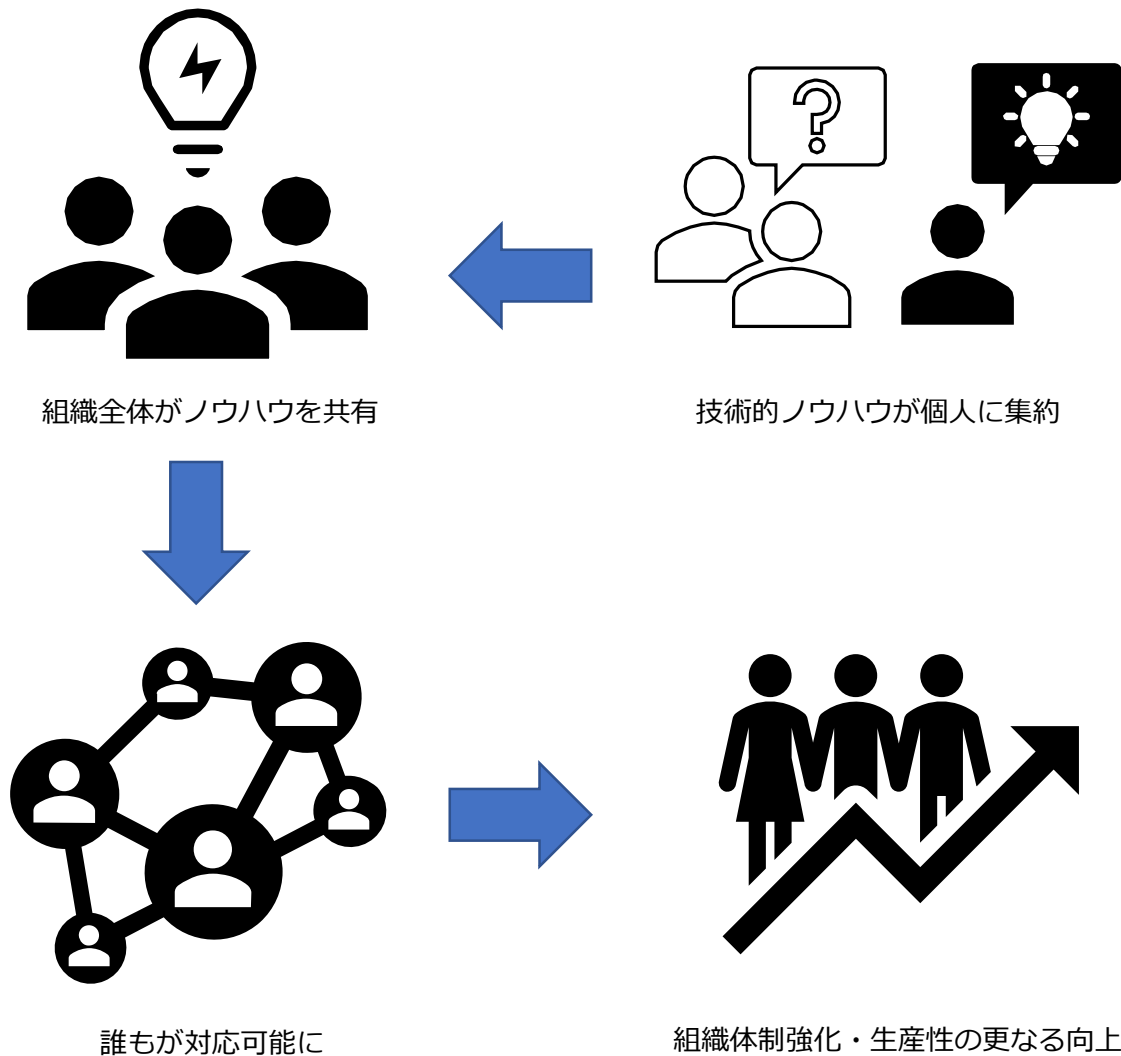 組織全体がノウハウを共有
技術的ノウハウが個人に集約
誰もが対応可能に
組織体制強化・生産性の更なる向上